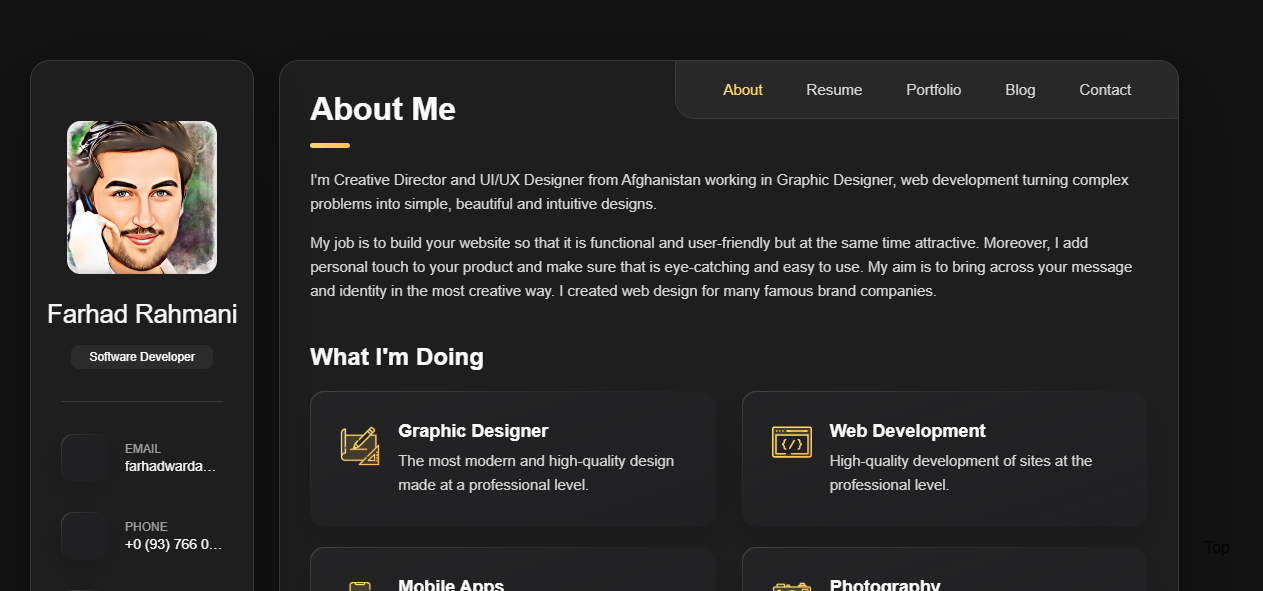 About
Resume
Portfolio
Blog
Contact
About Me
I'm Creative Director and UI/UX Designer from Afghanistan working in Graphic Designer, web development turning complex
problems into simple, beautiful and intuitive designs.
My job is to build your website so that it is functional and user-friendly but at the same time attractive. Moreover, I add
personal touch to your product and make sure that is eye-catching and easy to use. My aim is to bring across your message
and identity in the most creative way. I created web design for many famous brand companies.
Farhad Rahmani
Software Developer
EMAIL
farhadwarda...
PHONE
+0 (93) 766 0...
What I'm Doing
Graphic Designer
The most modern and high-quality design
made at a professional level.
Web Development
High-quality development of sites at the
professional level.
Mobile Apps
Photography
Top